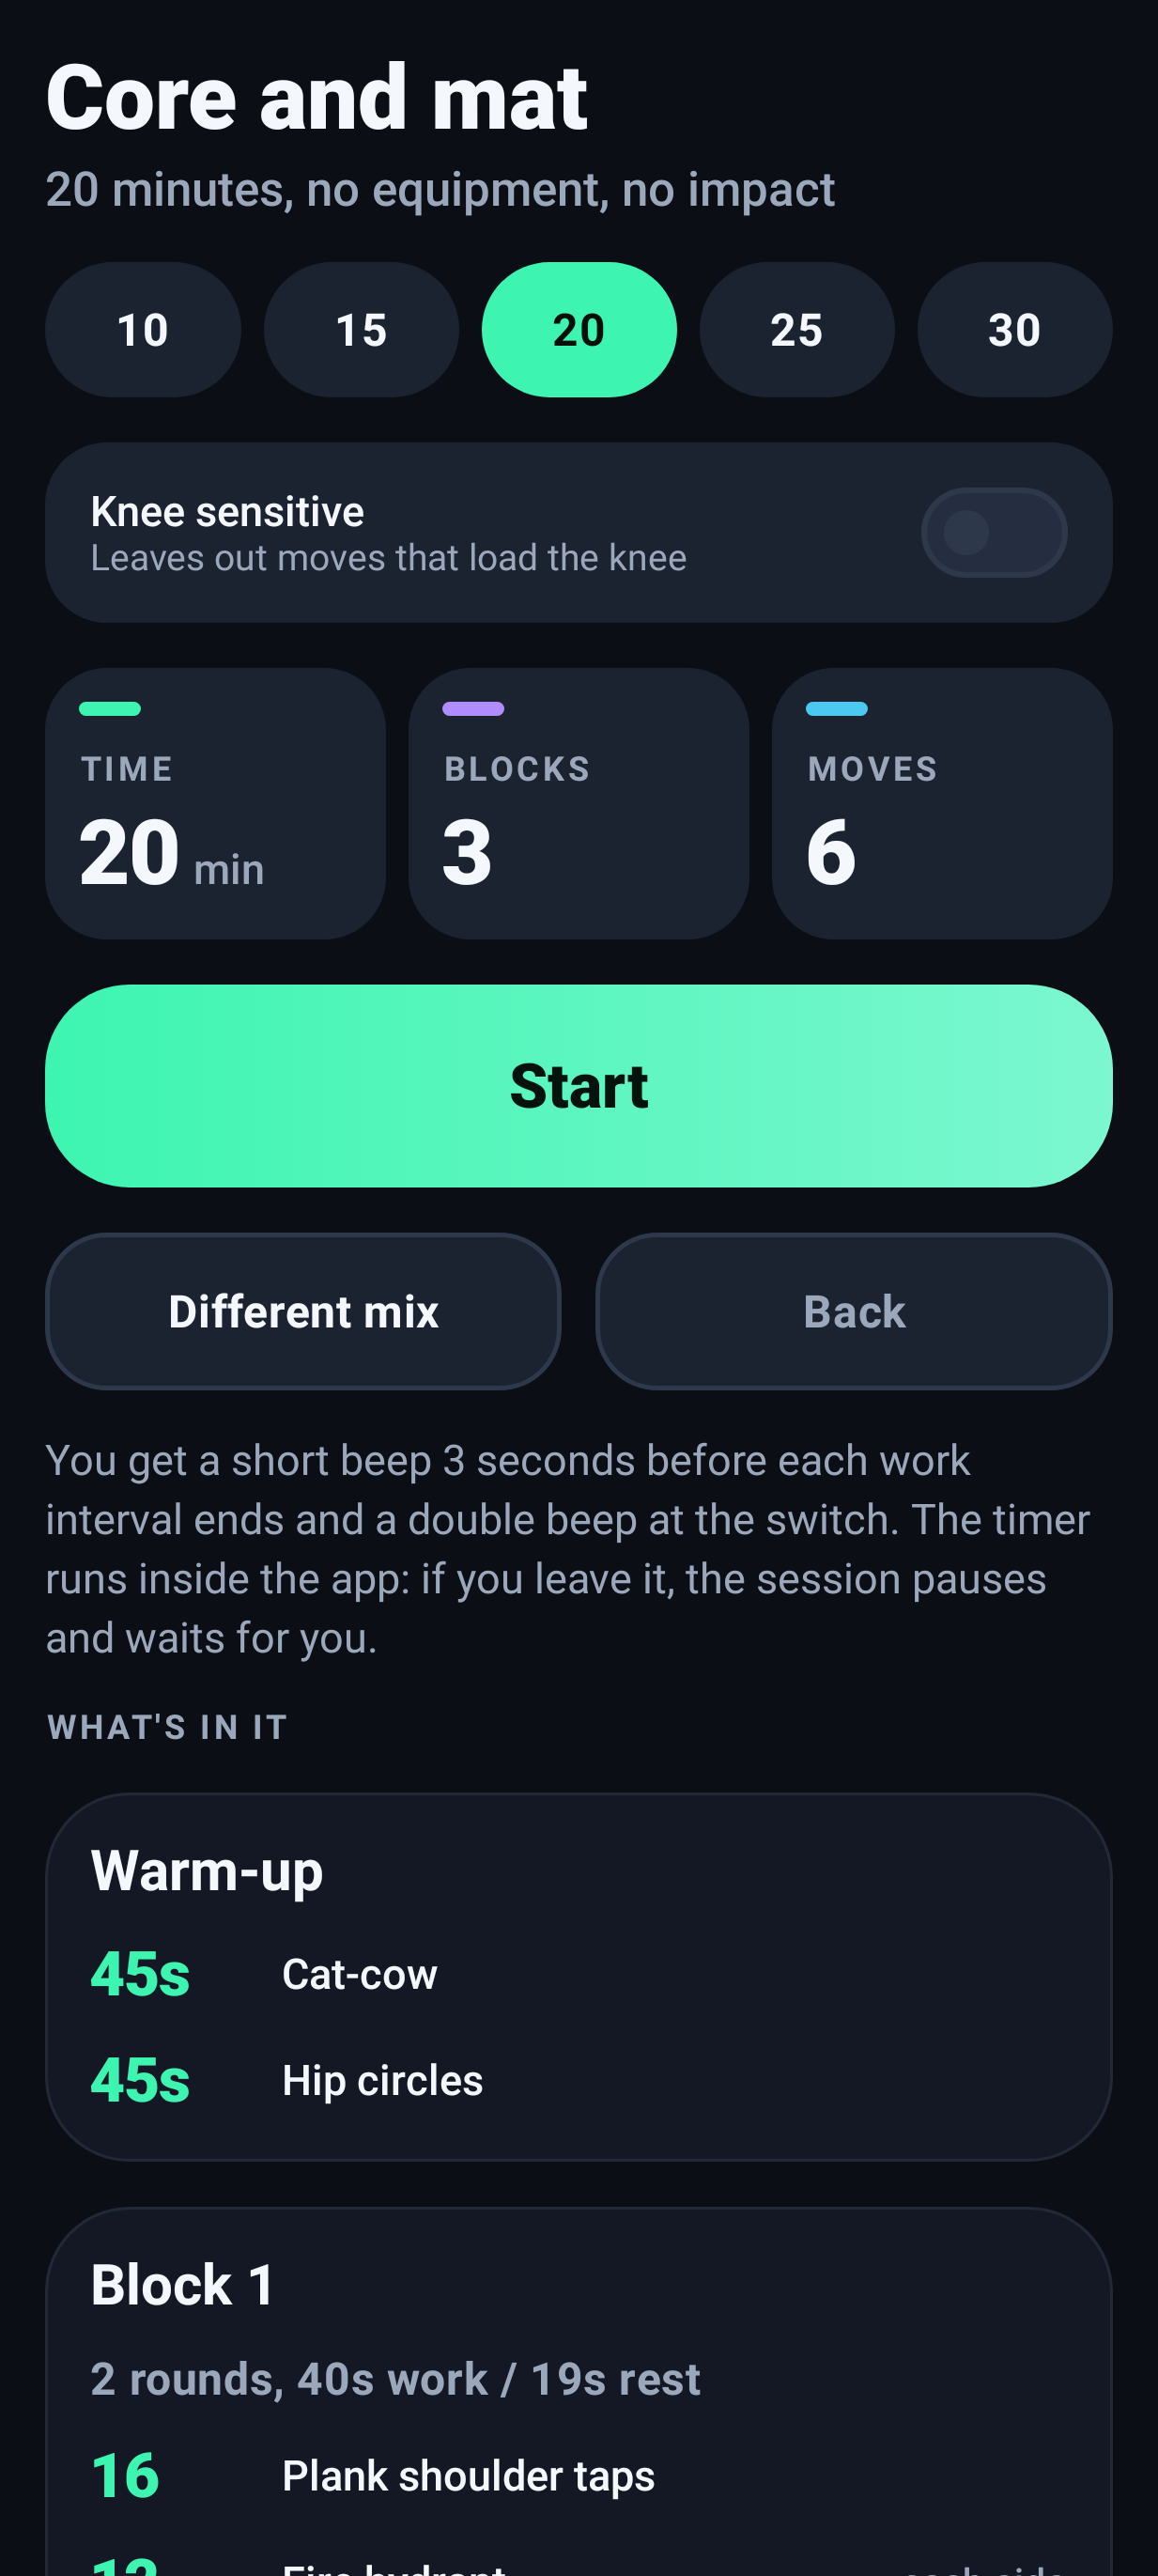 Core and mat
20 minutes, no equipment, no impact
10 15 20 25 30
Knee sensitive
Leaves out moves that load the knee
TIME BLOCKS MOVES
20 min 3 6
Start
Different mix Back
You get a short beep 3 seconds before each work
interval ends and a double beep at the switch. The timer
runs inside the app: if you leave it, the session pauses
and waits for you.
WHAT'S IN IT
Warm-up
45s Cat-cow
45s Hip circles
Block 1
2 rounds, 40s work / 19s rest
16 Plank shoulder taps
Fire hydrant each side